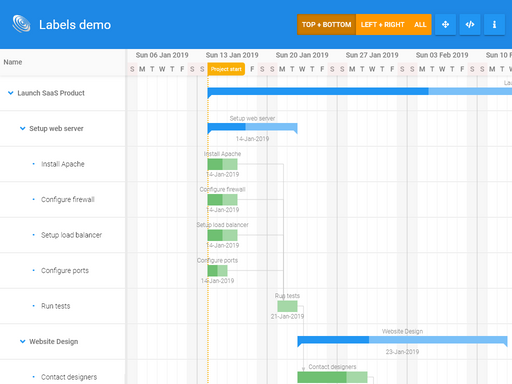 Labels demo
TOP + BOTTOM LEFT + RIGHT ALL
Name
Sun 06 Jan 2019 Sun 13 Jan 2019 Sun 20 Jan 2019 Sun 27 Jan 2019 Sun 03 Feb 2019 Sun 10 F
S M T W T F S S Project start F S S M T W T F S S M T W T F S S M T W T F S S M T
Launch SaaS Product
Lau
Setup web server
Setup web server
14-Jan-2019
Install Apache
Install Apache
14-Jan-2019
Configure firewall
Configure firewall
14-Jan-2019
Setup load balancer
Setup load balancer
14-Jan-2019
Configure ports
Configure ports
14-Jan-2019
Run tests
Run tests
21-Jan-2019
Website Design
Website Design
23-Jan-2019
Contact designers
Contact designers